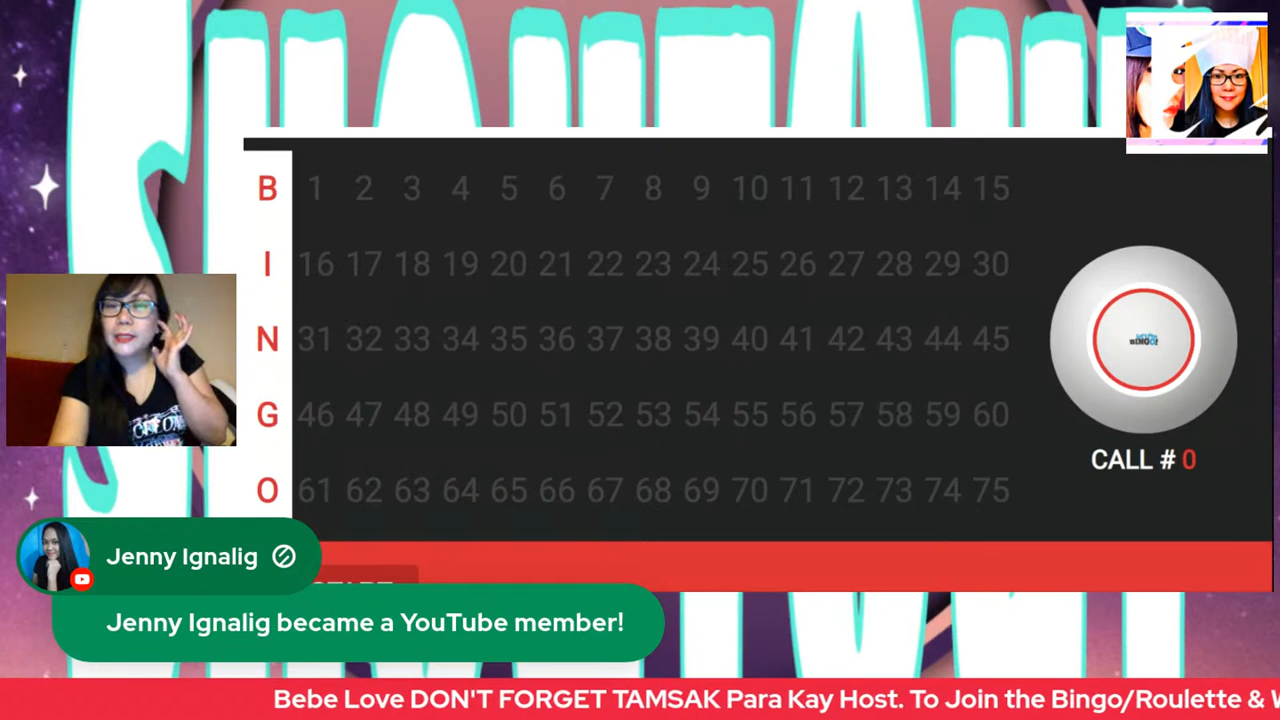 B 1 2 3 4 5 6 7 8 9 10 11 12 13 14 15
I 16 17 18 19 20 21 22 23 24 25 26 27 28 29 30
N 31 32 33 34 35 36 37 38 39 40 41 42 43 44 45
G 46 47 48 49 50 51 52 53 54 55 56 57 58 59 60
O 61 62 63 64 65 66 67 68 69 70 71 72 73 74 75
CALL # 0
Jenny Ignalig
Jenny Ignalig became a YouTube member!
Bebe Love DON'T FORGET TAMSAK Para Kay Host. To Join the Bingo/Roulette &